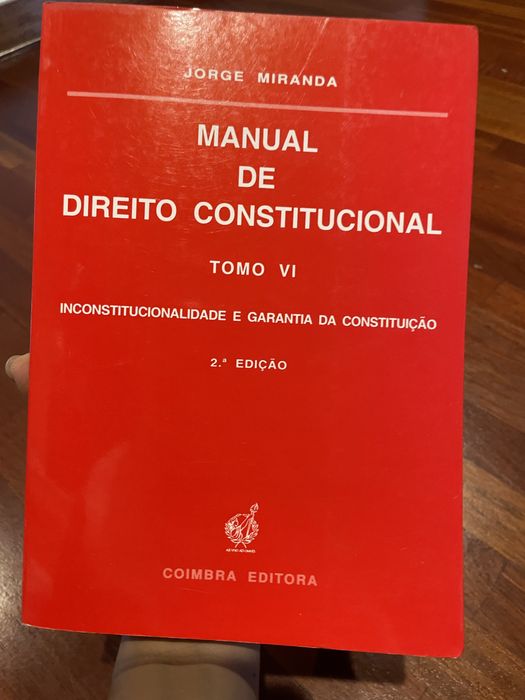 JORGE MIRANDA
MANUAL
DE
DIREITO CONSTITUCIONAL
TOMO VI
INCONSTITUCIONALIDADE E GARANTIA DA CONSTITUIÇÃO
2.ª EDIÇÃO
COIMBRA EDITORA